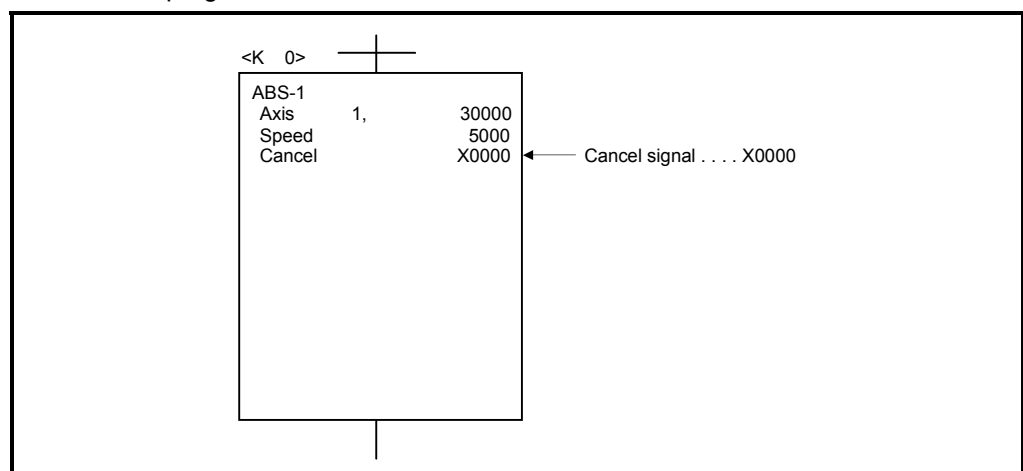 <K 0>
ABS-1
Axis 1, 30000
Speed 5000
Cancel X0000
Cancel signal . . . . X0000